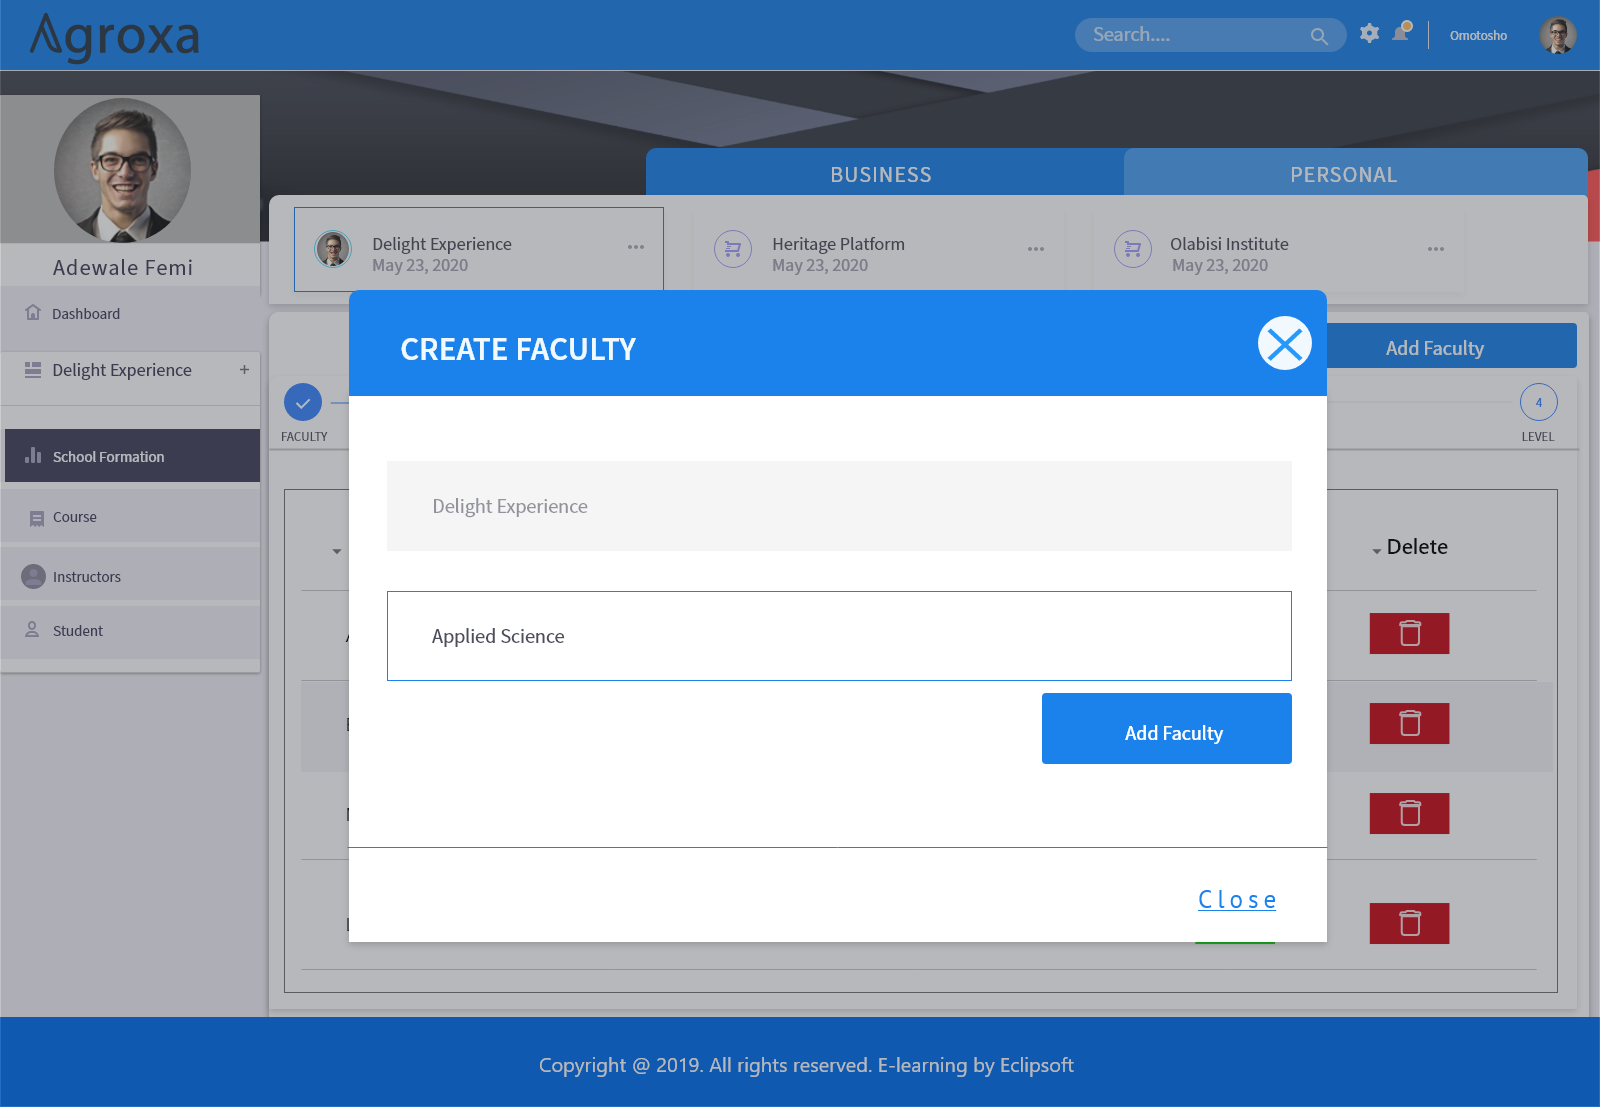 Agroxa
Search....
Omotosho
BUSINESS
PERSONAL
Delight Experience
May 23, 2020
Heritage Platform
May 23, 2020
Olabisi Institute
May 23, 2020
Adewale Femi
Dashboard
Delight Experience +
School Formation
Course
Instructors
Student
Add Faculty
FACULTY
4
LEVEL
Delete
CREATE FACULTY
Delight Experience
Applied Science
Add Faculty
Close
Copyright @ 2019. All rights reserved. E-learning by Eclipsoft